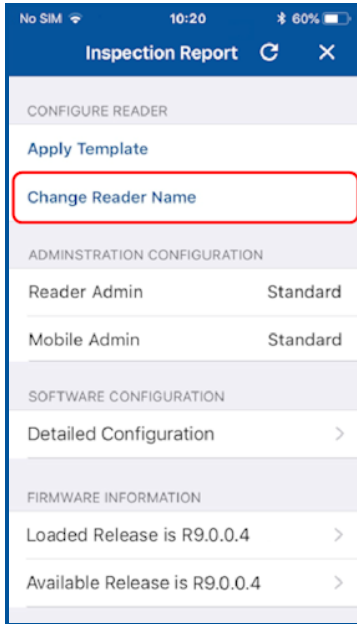 No SIM 10:20 60%
Inspection Report
CONFIGURE READER
Apply Template
Change Reader Name
ADMINSTRATION CONFIGURATION
Reader Admin Standard
Mobile Admin Standard
SOFTWARE CONFIGURATION
Detailed Configuration
FIRMWARE INFORMATION
Loaded Release is R9.0.0.4
Available Release is R9.0.0.4